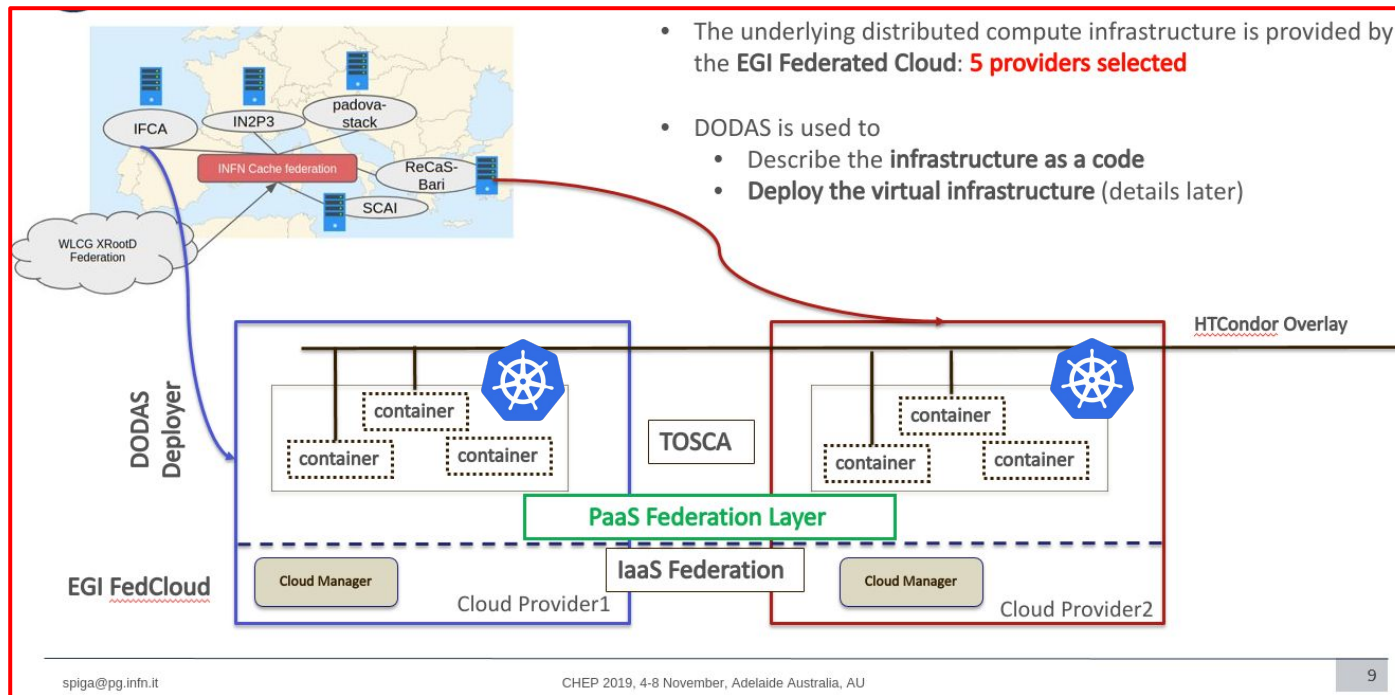 • The underlying distributed compute infrastructure is provided by
the EGI Federated Cloud: 5 providers selected
• DODAS is used to
• Describe the infrastructure as a code
• Deploy the virtual infrastructure (details later)
IFCA
IN2P3
padova-
stack
INFN Cache federation
ReCaS-
Bari
SCAI
WLCG XRootD
Federation
HTCondor Overlay
DODAS
Deployer
container
container
container
TOSCA
container
container
container
PaaS Federation Layer
IaaS Federation
EGI FedCloud
Cloud Manager
Cloud Provider1
Cloud Manager
Cloud Provider2
spiga@pg.infn.it
CHEP 2019, 4-8 November, Adelaide Australia, AU
9